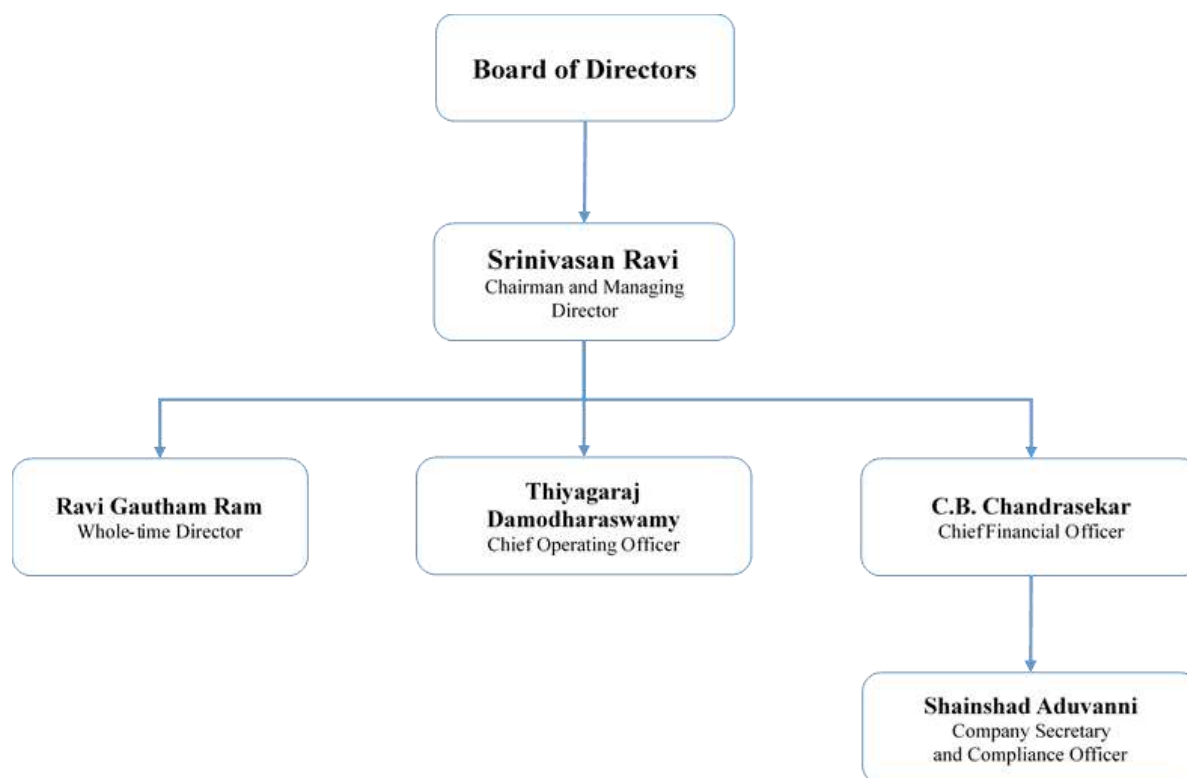 Board of Directors
Srinivasan Ravi
Chairman and Managing
Director
Ravi Gautham Ram
Whole-time Director
Thiyagaraj
Damodharaswamy
Chief Operating Officer
C.B. Chandrasekar
Chief Financial Officer
Shainshad Aduvanni
Company Secretary
and Compliance Officer